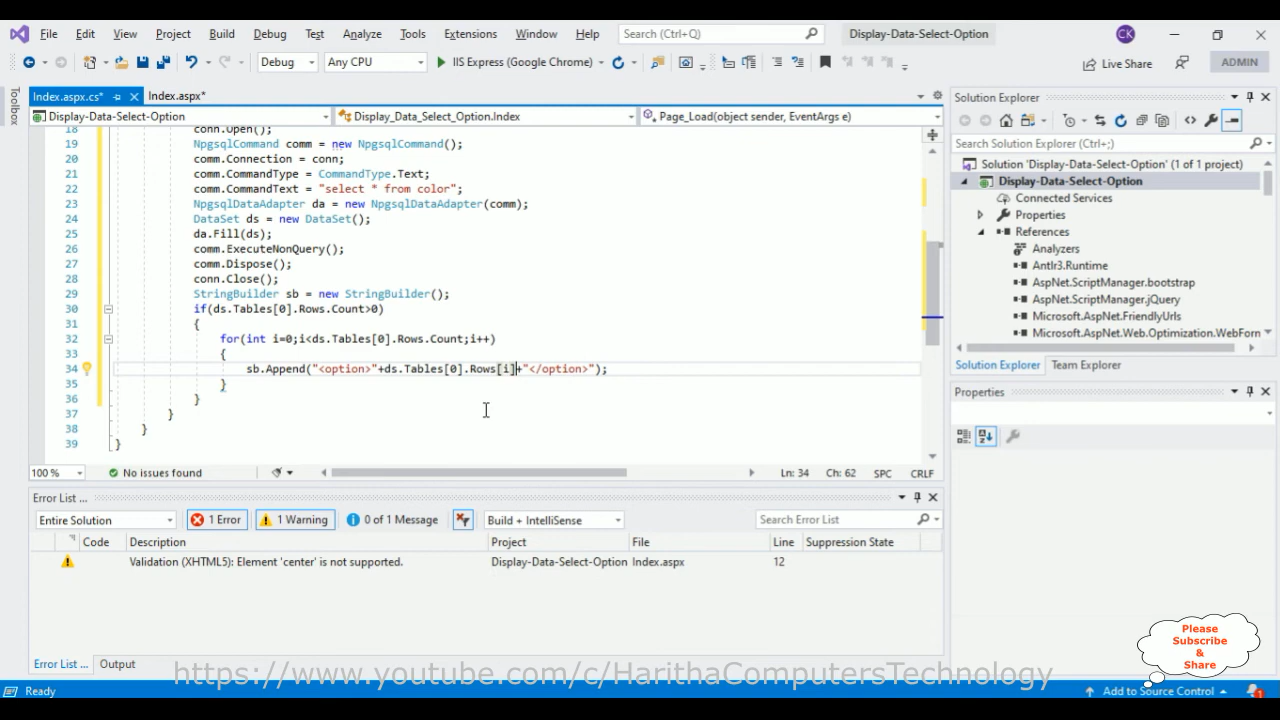 File Edit View Project Build Debug Test Analyze Tools Extensions Window Help Search (Ctrl+Q) Display-Data-Select-Option CK
Debug Any CPU IIS Express (Google Chrome) Live Share ADMIN
Toolbox
Index.aspx.cs* Index.aspx*
Display-Data-Select-Option Display_Data_Select_Option.Index Page_Load(object sender, EventArgs e)
18 conn.Open();
19 NpgsqlCommand comm = new NpgsqlCommand();
20 comm.Connection = conn;
21 comm.CommandType = CommandType.Text;
22 comm.CommandText = "select * from color";
23 NpgsqlDataAdapter da = new NpgsqlDataAdapter(comm);
24 DataSet ds = new DataSet();
25 da.Fill(ds);
26 comm.ExecuteNonQuery();
27 comm.Dispose();
28 conn.Close();
29 StringBuilder sb = new StringBuilder();
30 if(ds.Tables[0].Rows.Count>0)
31 {
32 for(int i=0;i<ds.Tables[0].Rows.Count;i++)
33 {
34 sb.Append("<option>"+ds.Tables[0].Rows[i]+"</option>");
35 }
36 }
37 }
38 }
39 }
100 % No issues found Ln: 34 Ch: 62 SPC CRLF
Error List ...
Entire Solution 1 Error 1 Warning 0 of 1 Message Build + IntelliSense Search Error List
Code Description Project File Line Suppression State
Validation (XHTML5): Element 'center' is not supported. Display-Data-Select-Option Index.aspx 12
Error List ... Output
Solution Explorer
Search Solution Explorer (Ctrl+;)
Solution 'Display-Data-Select-Option' (1 of 1 project)
Display-Data-Select-Option
Connected Services
Properties
References
Analyzers
Antlr3.Runtime
AspNet.ScriptManager.bootstrap
AspNet.ScriptManager.jQuery
Microsoft.AspNet.FriendlyUrls
Microsoft.AspNet.Web.Optimization.WebForn
Solution Explorer Team Explorer
Properties
Please
Subscribe
&
Share
https://www.youtube.com/c/HarithaComputersTechnology
Ready Add to Source Control 1